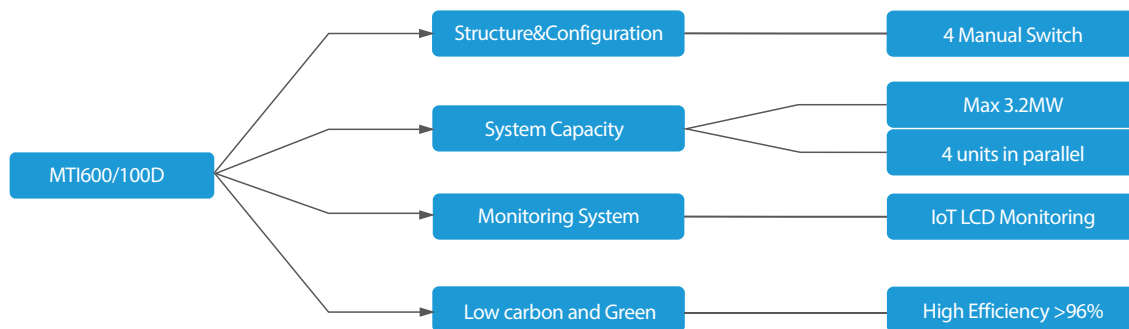 Structure&Configuration
4 Manual Switch
Max 3.2MW
System Capacity
4 units in parallel
MTI600/100D
Monitoring System
IoT LCD Monitoring
Low carbon and Green
High Efficiency >96%